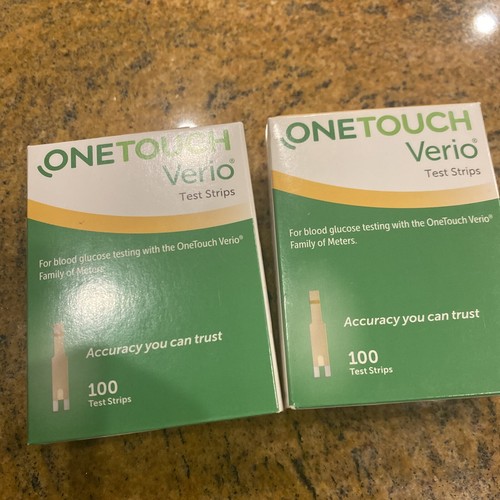 ONETOUCH
Verio®
Test Strips
For blood glucose testing with the OneTouch Verio®
Family of Meters.
Accuracy you can trust
100
Test Strips
ONETOUCH
Verio®
Test Strips
For blood glucose testing with the OneTouch Verio®
Family of Meters.
Accuracy you can trust
100
Test Strips